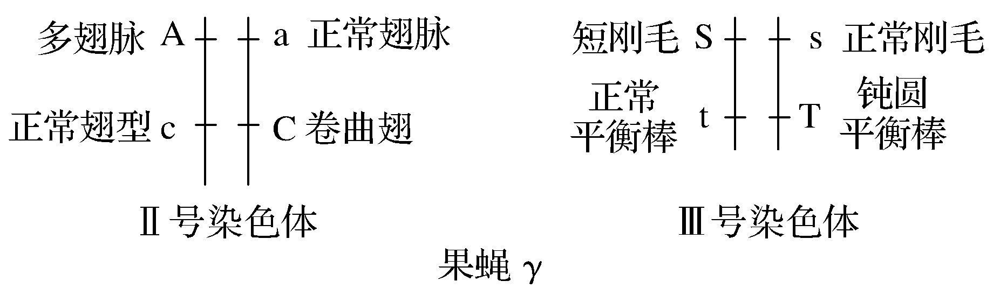 多翅脉 A a 正常翅脉
正常翅型 c C 卷曲翅
Ⅱ号染色体
短刚毛 S s 正常刚毛
正常
平衡棒
t T
钝圆
平衡棒
Ⅲ号染色体
果蝇 γ